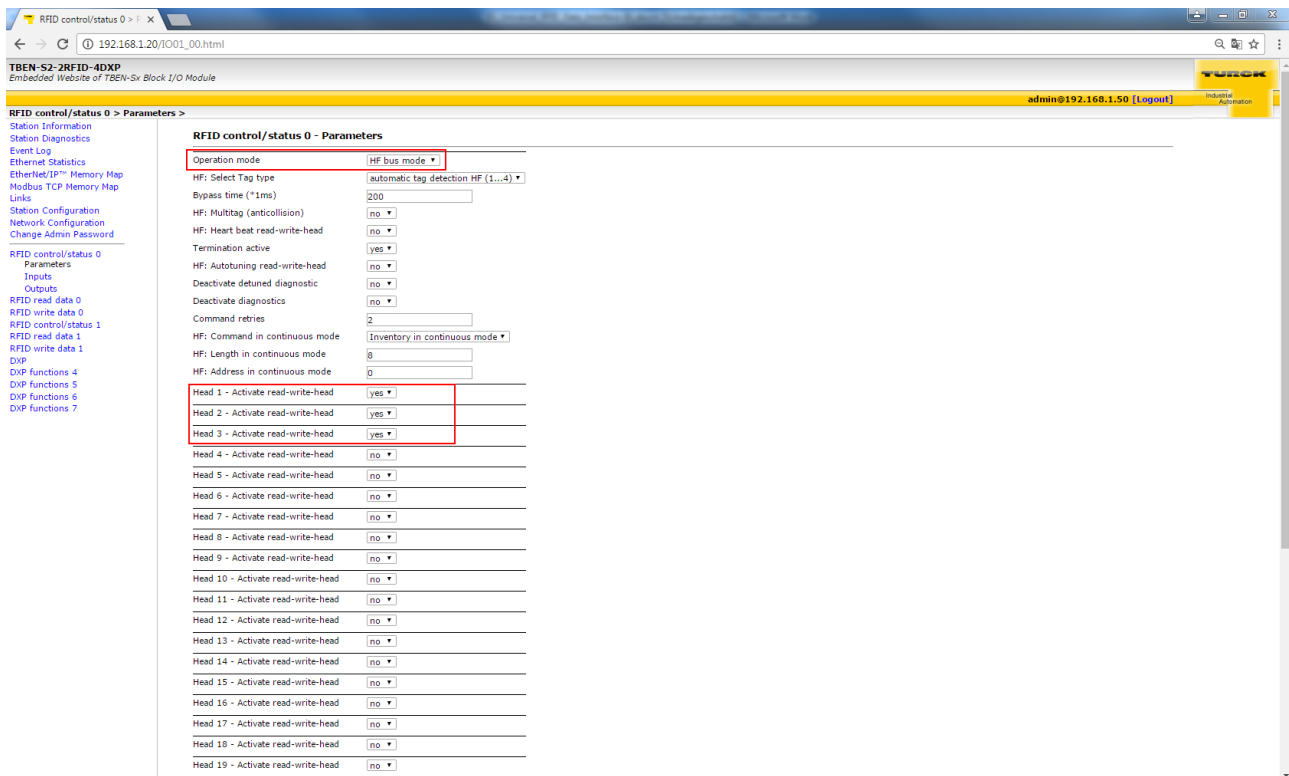 RFID control/status 0 > F
192.168.1.20/IO01_00.html
TBEN-S2-2RFID-4DXP
Embedded Website of TBEN-Sx Block I/O Module
TURCK
Industrial
Automation
admin@192.168.1.50 [Logout]
RFID control/status 0 > Parameters >
Station Information
Station Diagnostics
Event Log
Ethernet Statistics
EtherNet/IP™ Memory Map
Modbus TCP Memory Map
Links
Station Configuration
Network Configuration
Change Admin Password
RFID control/status 0
Parameters
Inputs
Outputs
RFID read data 0
RFID write data 0
RFID control/status 1
RFID read data 1
RFID write data 1
DXP
DXP functions 4
DXP functions 5
DXP functions 6
DXP functions 7
RFID control/status 0 - Parameters
Operation mode HF bus mode
HF: Select Tag type automatic tag detection HF (1...4)
Bypass time (*1ms) 200
HF: Multitag (anticollision) no
HF: Heart beat read-write-head no
Termination active yes
HF: Autotuning read-write-head no
Deactivate detuned diagnostic no
Deactivate diagnostics no
Command retries 2
HF: Command in continuous mode Inventory in continuous mode
HF: Length in continuous mode 8
HF: Address in continuous mode 0
Head 1 - Activate read-write-head yes
Head 2 - Activate read-write-head yes
Head 3 - Activate read-write-head yes
Head 4 - Activate read-write-head no
Head 5 - Activate read-write-head no
Head 6 - Activate read-write-head no
Head 7 - Activate read-write-head no
Head 8 - Activate read-write-head no
Head 9 - Activate read-write-head no
Head 10 - Activate read-write-head no
Head 11 - Activate read-write-head no
Head 12 - Activate read-write-head no
Head 13 - Activate read-write-head no
Head 14 - Activate read-write-head no
Head 15 - Activate read-write-head no
Head 16 - Activate read-write-head no
Head 17 - Activate read-write-head no
Head 18 - Activate read-write-head no
Head 19 - Activate read-write-head no